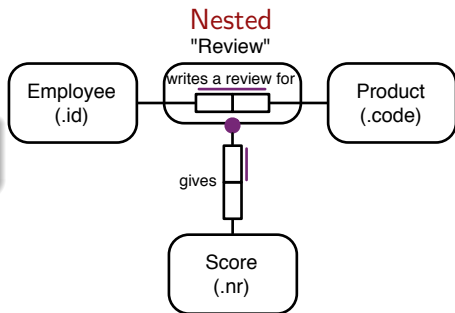 Nested
"Review"
writes a review for
Employee
(.id)
Product
(.code)
gives
Score
(.nr)